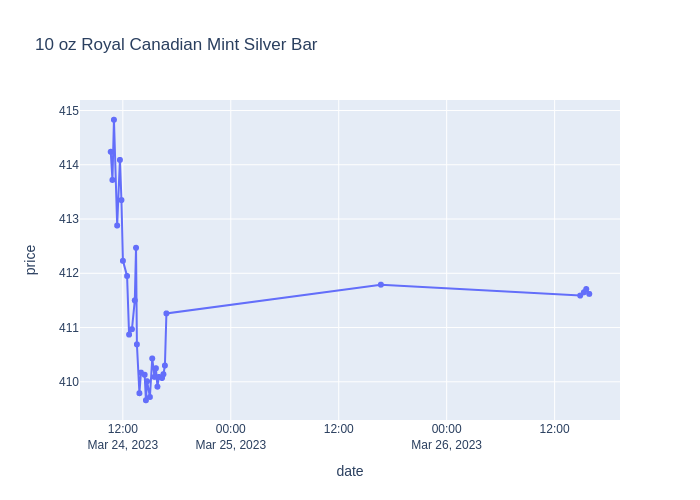 10 oz Royal Canadian Mint Silver Bar
415
414
413
412
411
410
price
12:00 00:00 12:00 00:00 12:00
Mar 24, 2023 Mar 25, 2023 Mar 26, 2023
date